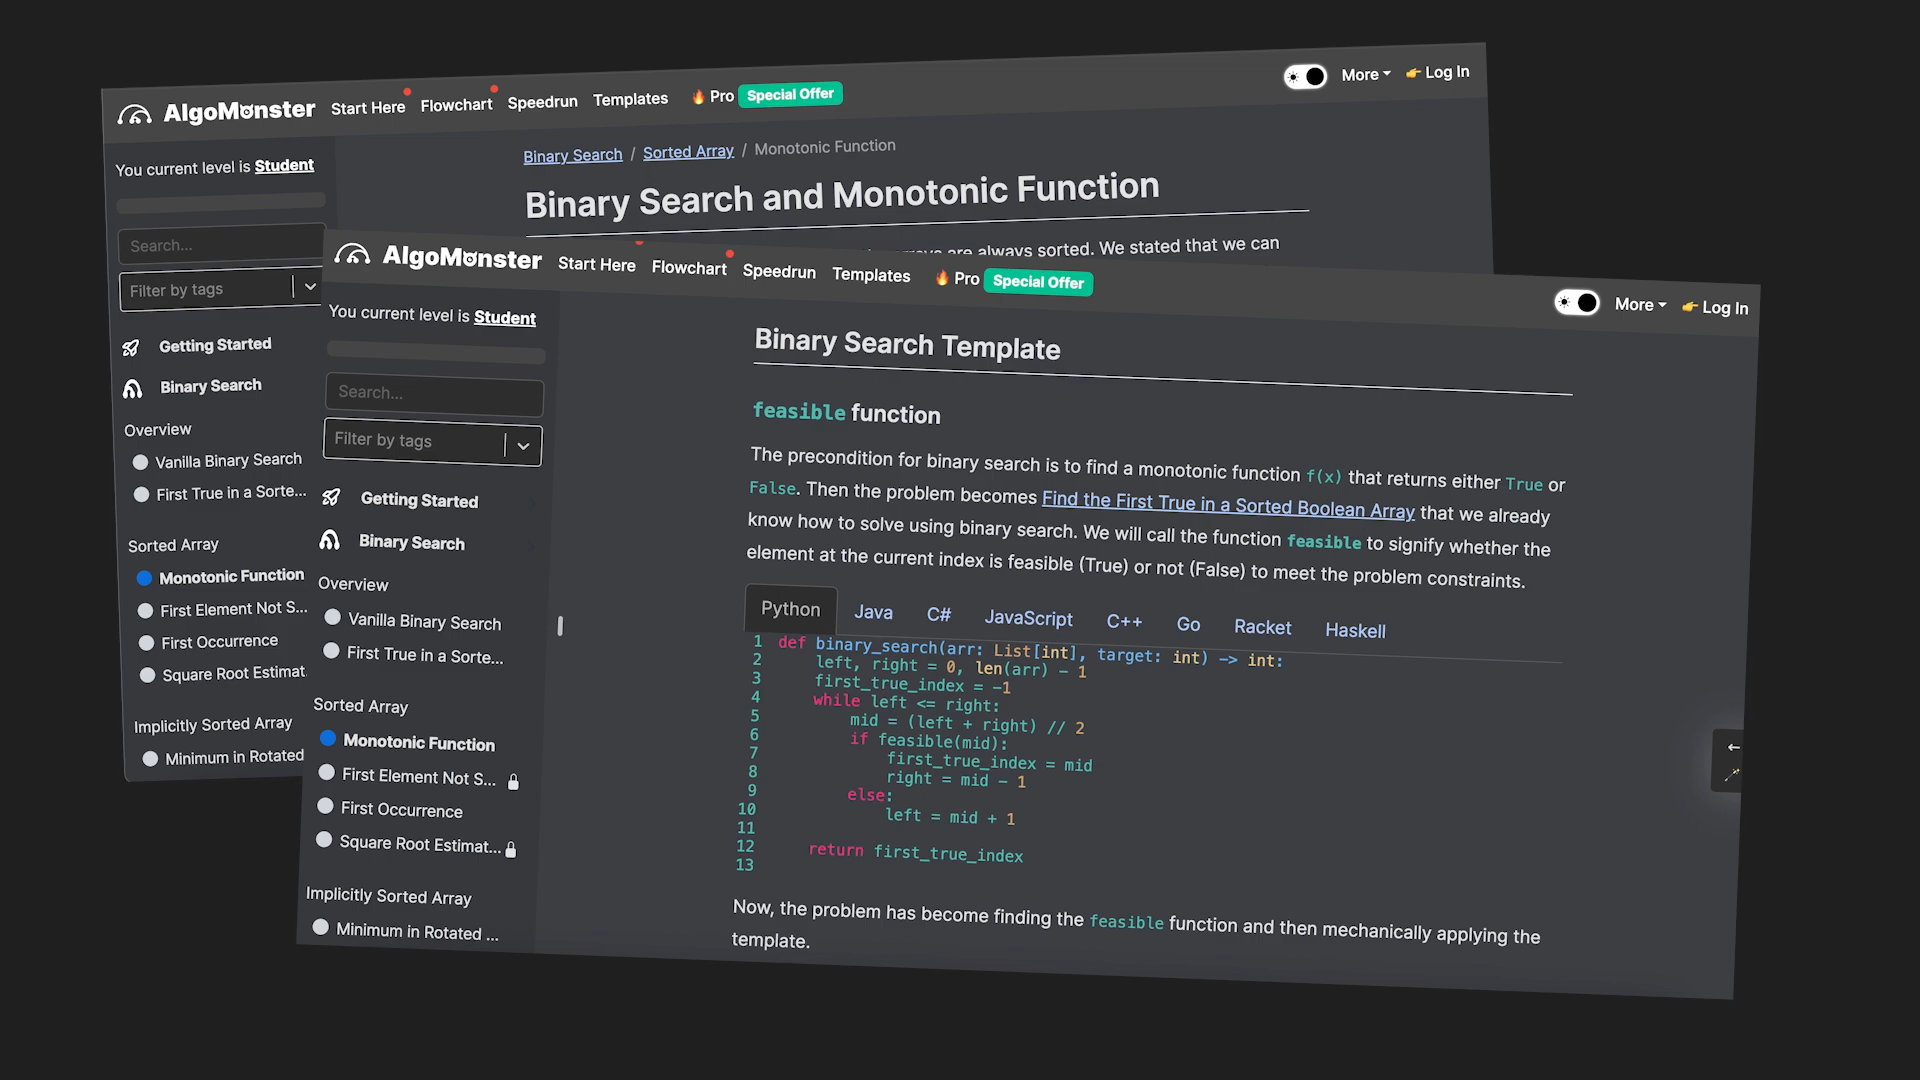 AlgoMonster Start Here Flowchart Speedrun Templates 🔥 Pro Special Offer More 👉 Log In
You current level is Student
Search...
Filter by tags
Getting Started
Binary Search
Overview
Vanilla Binary Search
First True in a Sorte...
Sorted Array
Monotonic Function
First Element Not S...
First Occurrence
Square Root Estimat
Implicitly Sorted Array
Minimum in Rotated
Binary Search / Sorted Array / Monotonic Function
Binary Search and Monotonic Function
are always sorted. We stated that we can
AlgoMonster Start Here Flowchart Speedrun Templates 🔥 Pro Special Offer More 👉 Log In
You current level is Student
Search...
Filter by tags
Getting Started
Binary Search
Overview
Vanilla Binary Search
First True in a Sorte...
Sorted Array
Monotonic Function
First Element Not S...
First Occurrence
Square Root Estimat...
Implicitly Sorted Array
Minimum in Rotated ...
Binary Search Template
feasible function
The precondition for binary search is to find a monotonic function f(x) that returns either True or
False. Then the problem becomes Find the First True in a Sorted Boolean Array that we already
know how to solve using binary search. We will call the function feasible to signify whether the
element at the current index is feasible (True) or not (False) to meet the problem constraints.
Python Java C# JavaScript C++ Go Racket Haskell
1 def binary_search(arr: List[int], target: int) -> int:
2     left, right = 0, len(arr) - 1
3     first_true_index = -1
4     while left <= right:
5         mid = (left + right) // 2
6         if feasible(mid):
7             first_true_index = mid
8             right = mid - 1
9         else:
10             left = mid + 1
11
12     return first_true_index
13
Now, the problem has become finding the feasible function and then mechanically applying the
template.